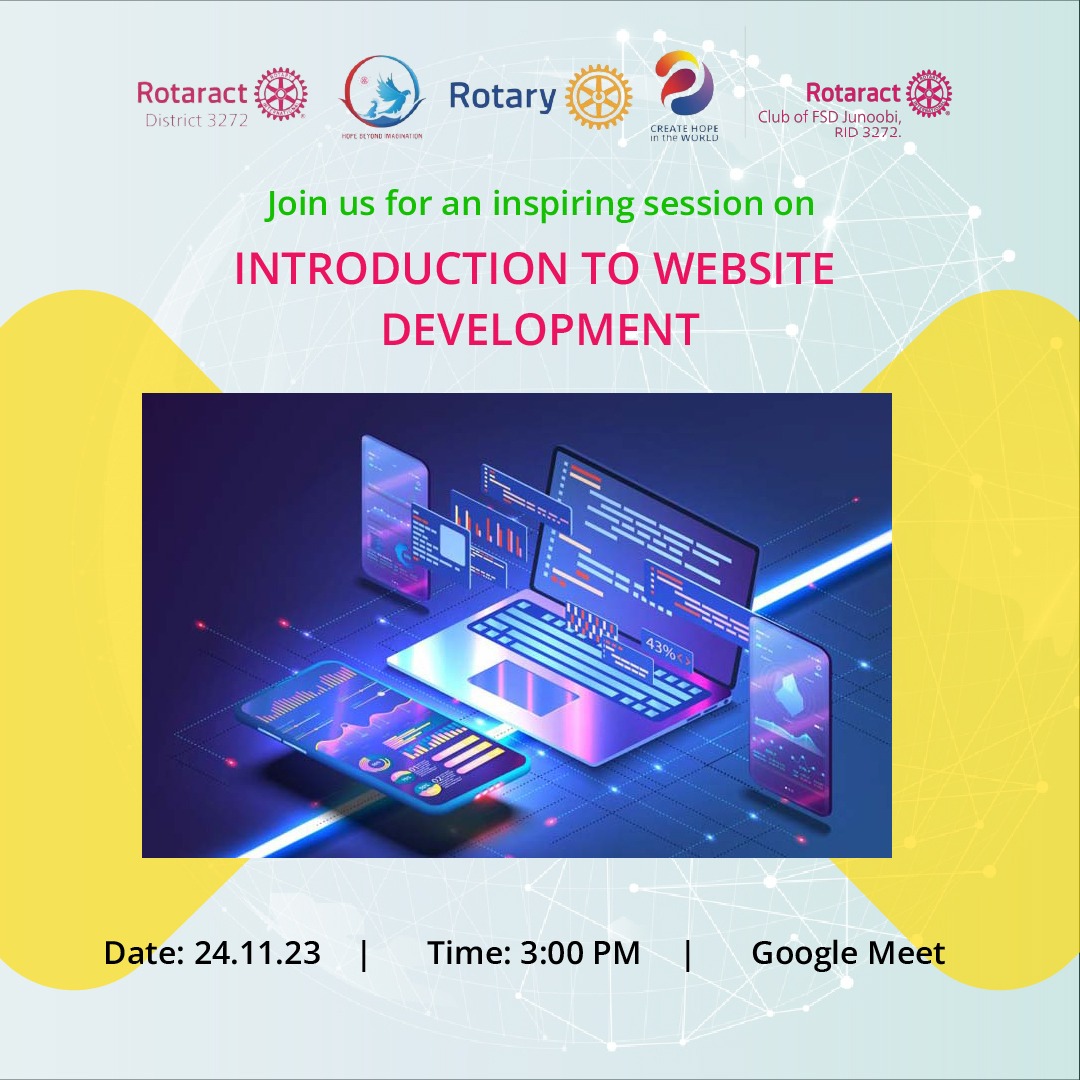 Rotaract
District 3272
HOPE BEYOND IMAGINATION
Rotary
CREATE HOPE
in the WORLD
Rotaract
Club of FSD Junoobi,
RID 3272.
Join us for an inspiring session on
INTRODUCTION TO WEBSITE
DEVELOPMENT
43%<>
01
02
Date: 24.11.23 | Time: 3:00 PM | Google Meet